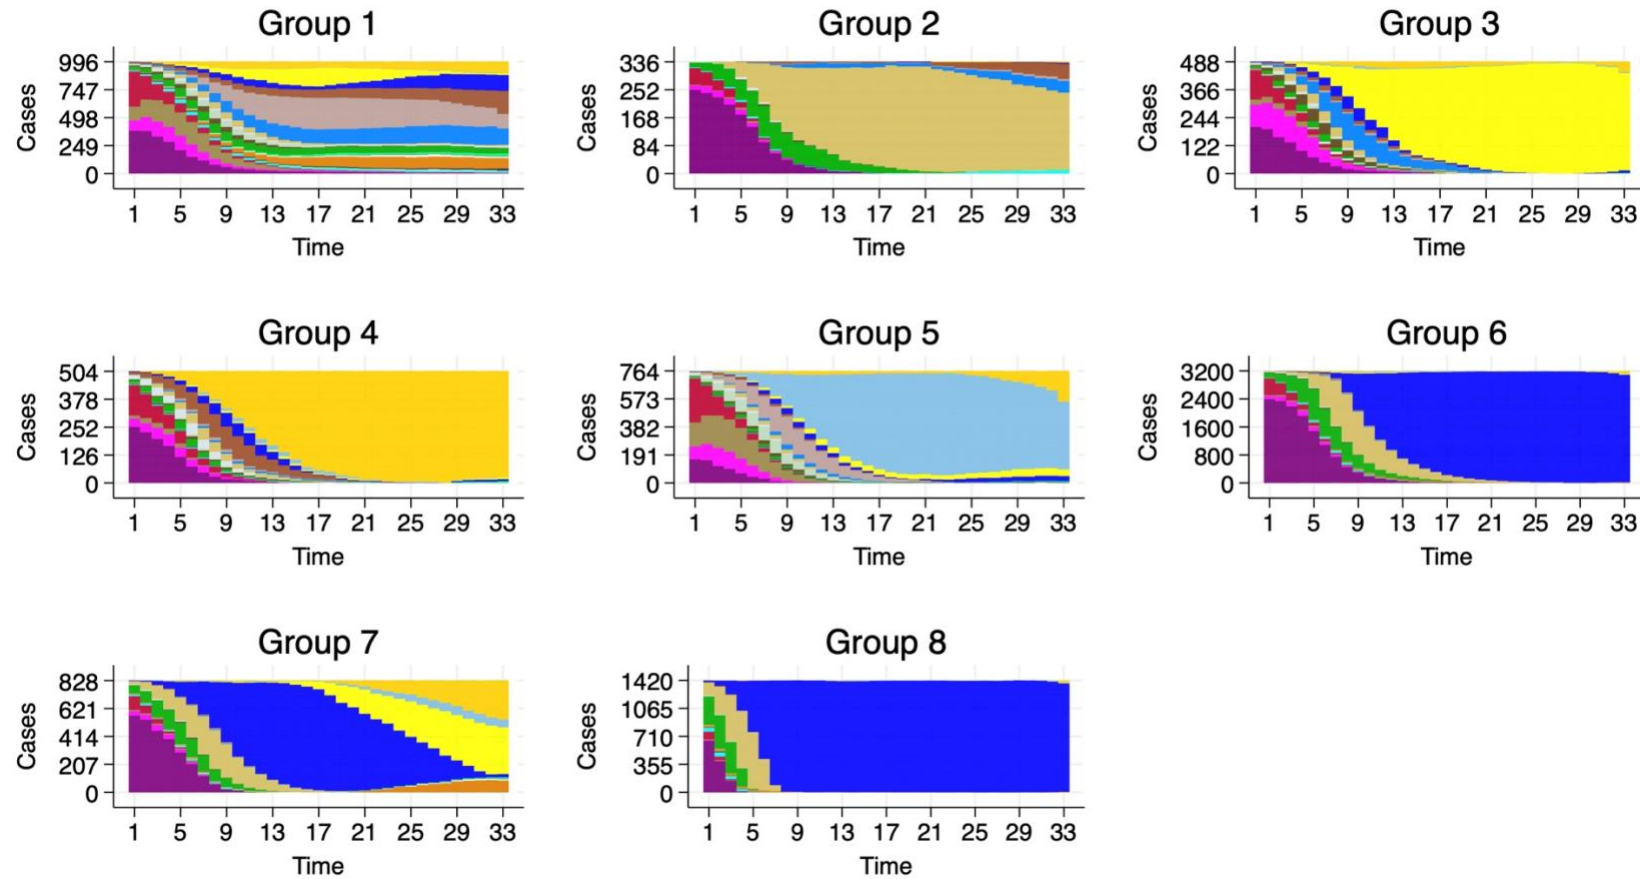 Group 1
Cases
996
747
498
249
0
1 5 9 13 17 21 25 29 33
Time
Group 2
Cases
336
252
168
84
0
1 5 9 13 17 21 25 29 33
Time
Group 3
Cases
488
366
244
122
0
1 5 9 13 17 21 25 29 33
Time
Group 4
Cases
504
378
252
126
0
1 5 9 13 17 21 25 29 33
Time
Group 5
Cases
764
573
382
191
0
1 5 9 13 17 21 25 29 33
Time
Group 6
Cases
3200
2400
1600
800
0
1 5 9 13 17 21 25 29 33
Time
Group 7
Cases
828
621
414
207
0
1 5 9 13 17 21 25 29 33
Time
Group 8
Cases
1420
1065
710
355
0
1 5 9 13 17 21 25 29 33
Time